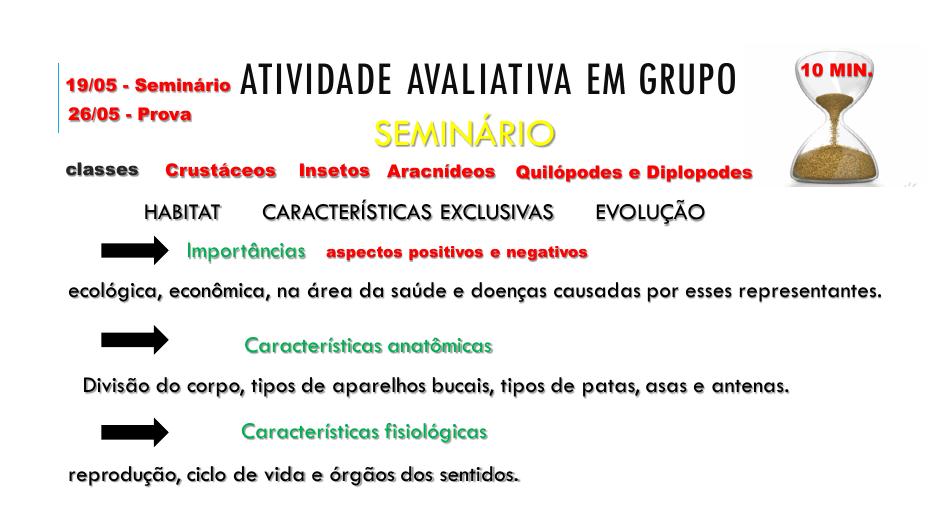 19/05 - Seminário ATIVIDADE AVALIATIVA EM GRUPO 10 MIN.
26/05 - Prova
SEMINÁRIO
classes Crustáceos Insetos Aracnídeos Quilópodes e Diplopodes
HABITAT CARACTERÍSTICAS EXCLUSIVAS EVOLUÇÃO
Importâncias aspectos positivos e negativos
ecológica, econômica, na área da saúde e doenças causadas por esses representantes.
Características anatômicas
Divisão do corpo, tipos de aparelhos bucais, tipos de patas, asas e antenas.
Características fisiológicas
reprodução, ciclo de vida e órgãos dos sentidos.